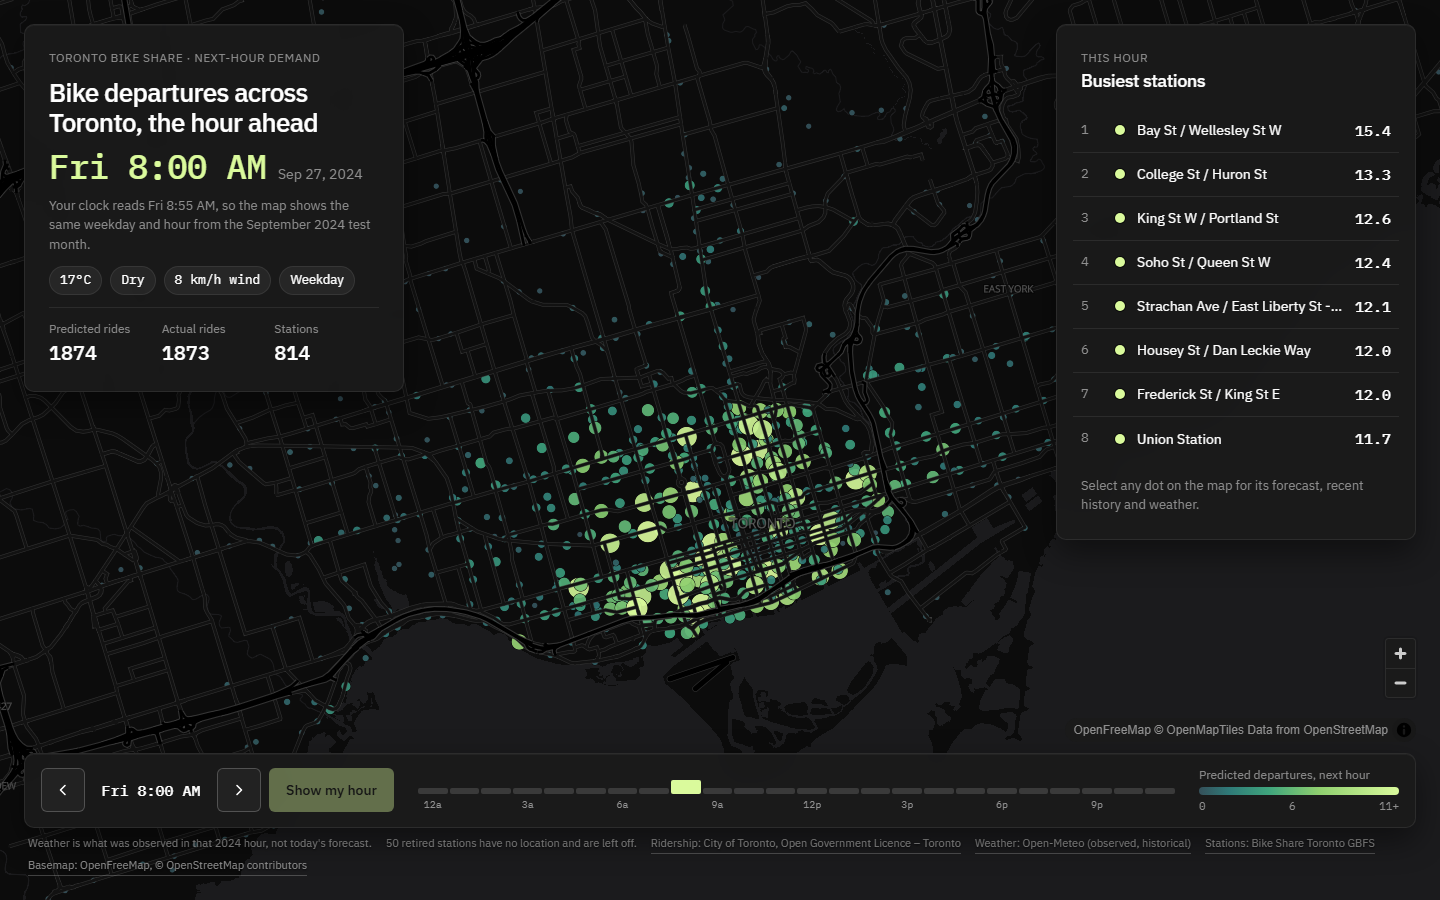 TORONTO BIKE SHARE · NEXT-HOUR DEMAND
Bike departures across
Toronto, the hour ahead
Fri 8:00 AM Sep 27, 2024
Your clock reads Fri 8:55 AM, so the map shows the
same weekday and hour from the September 2024 test
month.
17°C Dry 8 km/h wind Weekday
Predicted rides Actual rides Stations
1874 1873 814
THIS HOUR
Busiest stations
1 Bay St / Wellesley St W 15.4
2 College St / Huron St 13.3
3 King St W / Portland St 12.6
4 Soho St / Queen St W 12.4
5 Strachan Ave / East Liberty St -... 12.1
6 Housey St / Dan Leckie Way 12.0
7 Frederick St / King St E 12.0
8 Union Station 11.7
Select any dot on the map for its forecast, recent
history and weather.
EAST YORK
TORONTO
OpenFreeMap © OpenMapTiles Data from OpenStreetMap
Fri 8:00 AM
Show my hour
12a 3a 6a 9a 12p 3p 6p 9p
Predicted departures, next hour
0 6 11+
Weather is what was observed in that 2024 hour, not today's forecast. 50 retired stations have no location and are left off. Ridership: City of Toronto, Open Government Licence – Toronto Weather: Open-Meteo (observed, historical) Stations: Bike Share Toronto GBFS
Basemap: OpenFreeMap, © OpenStreetMap contributors